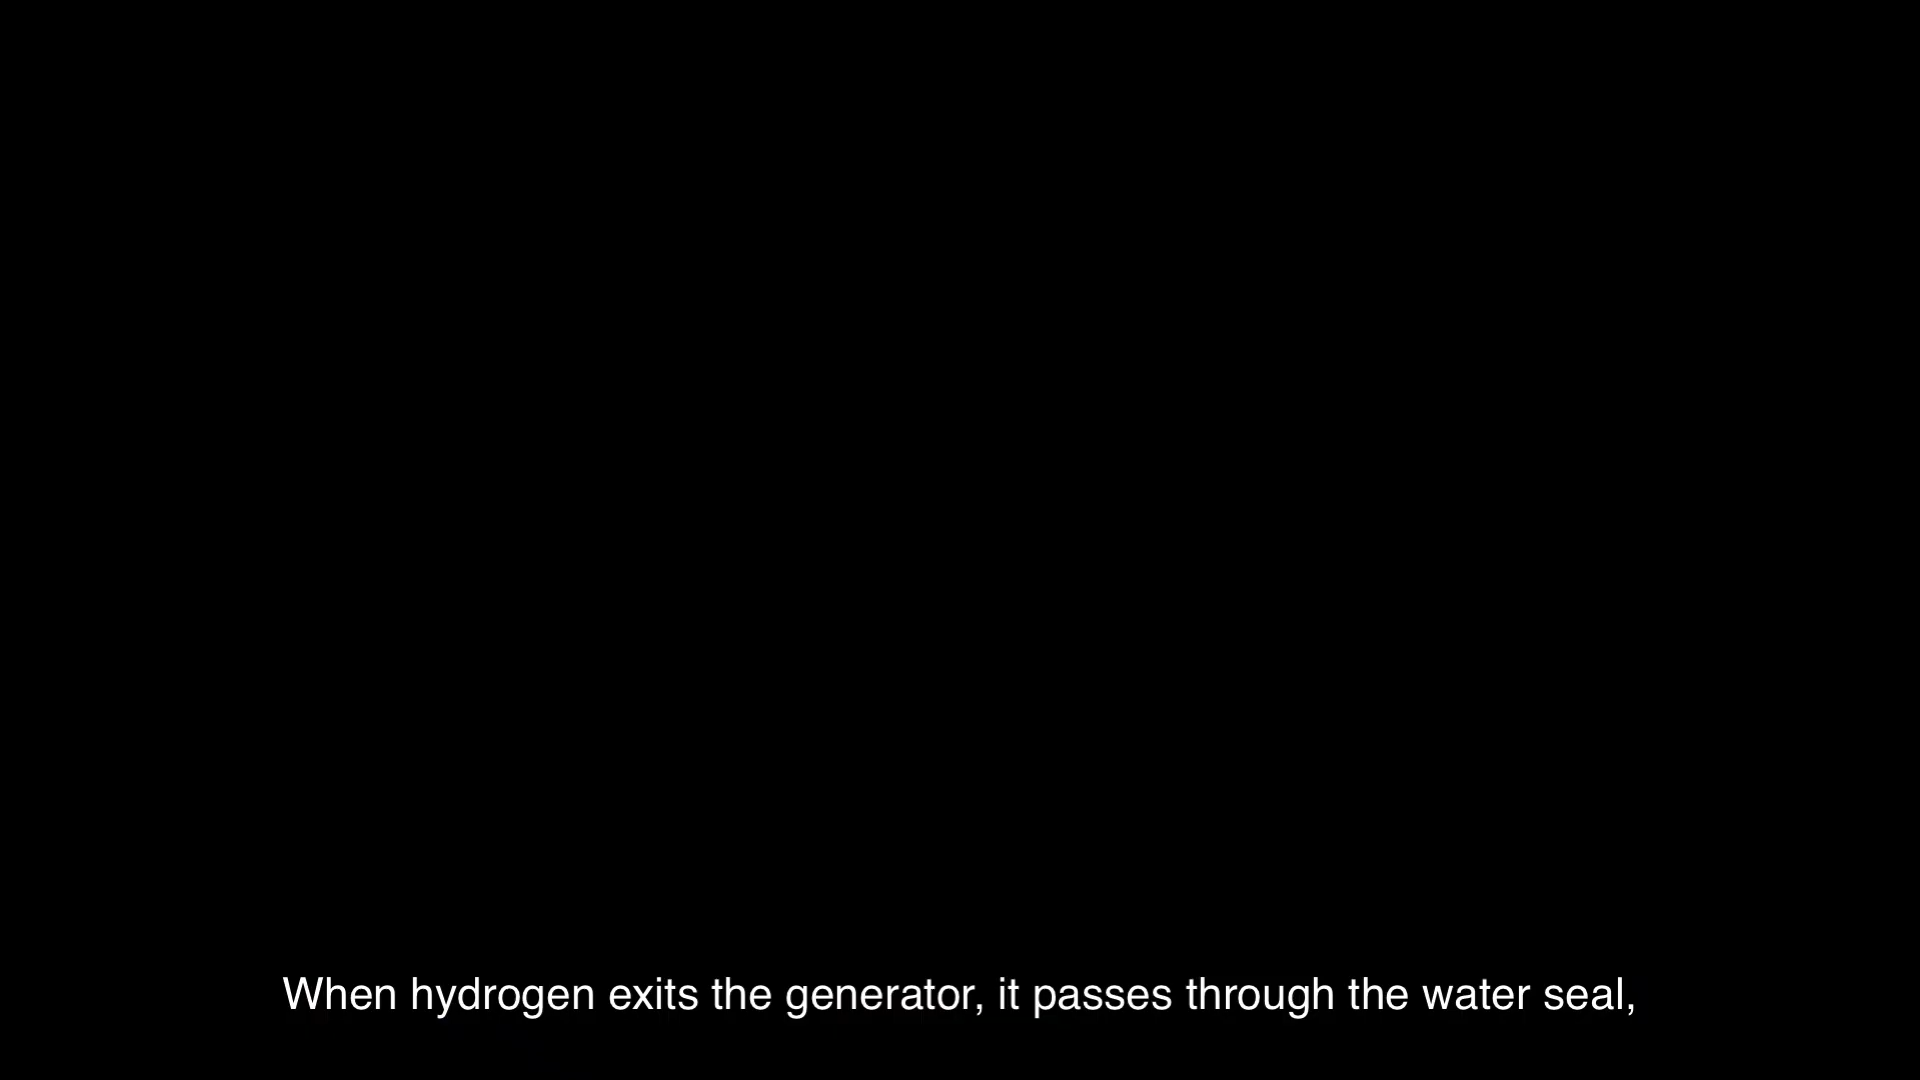 When hydrogen exits the generator, it passes through the water seal,